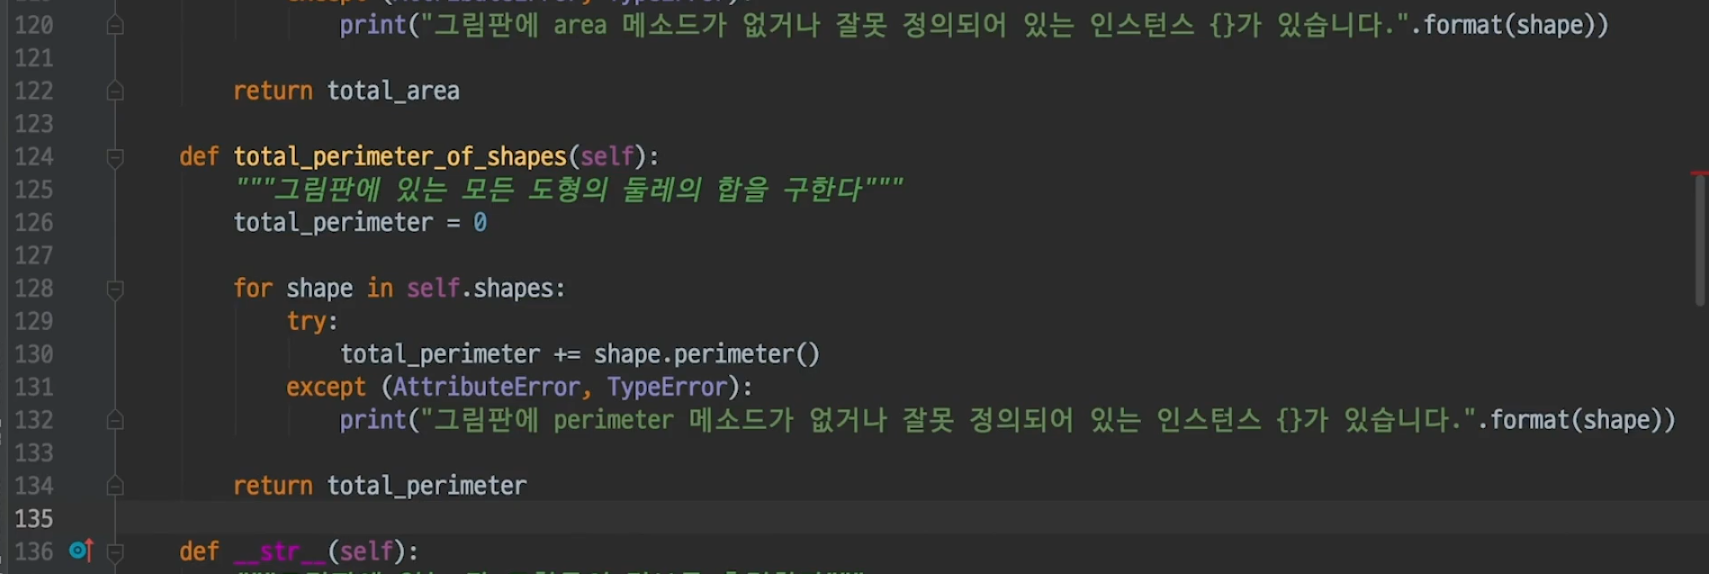 except (AttributeError, TypeError):
120 print("그림판에 area 메소드가 없거나 잘못 정의되어 있는 인스턴스 {}가 있습니다.".format(shape))
121
122 return total_area
123
124 def total_perimeter_of_shapes(self):
125 """그림판에 있는 모든 도형의 둘레의 합을 구한다"""
126 total_perimeter = 0
127
128 for shape in self.shapes:
129 try:
130 total_perimeter += shape.perimeter()
131 except (AttributeError, TypeError):
132 print("그림판에 perimeter 메소드가 없거나 잘못 정의되어 있는 인스턴스 {}가 있습니다.".format(shape))
133
134 return total_perimeter
135
136 def __str__(self):